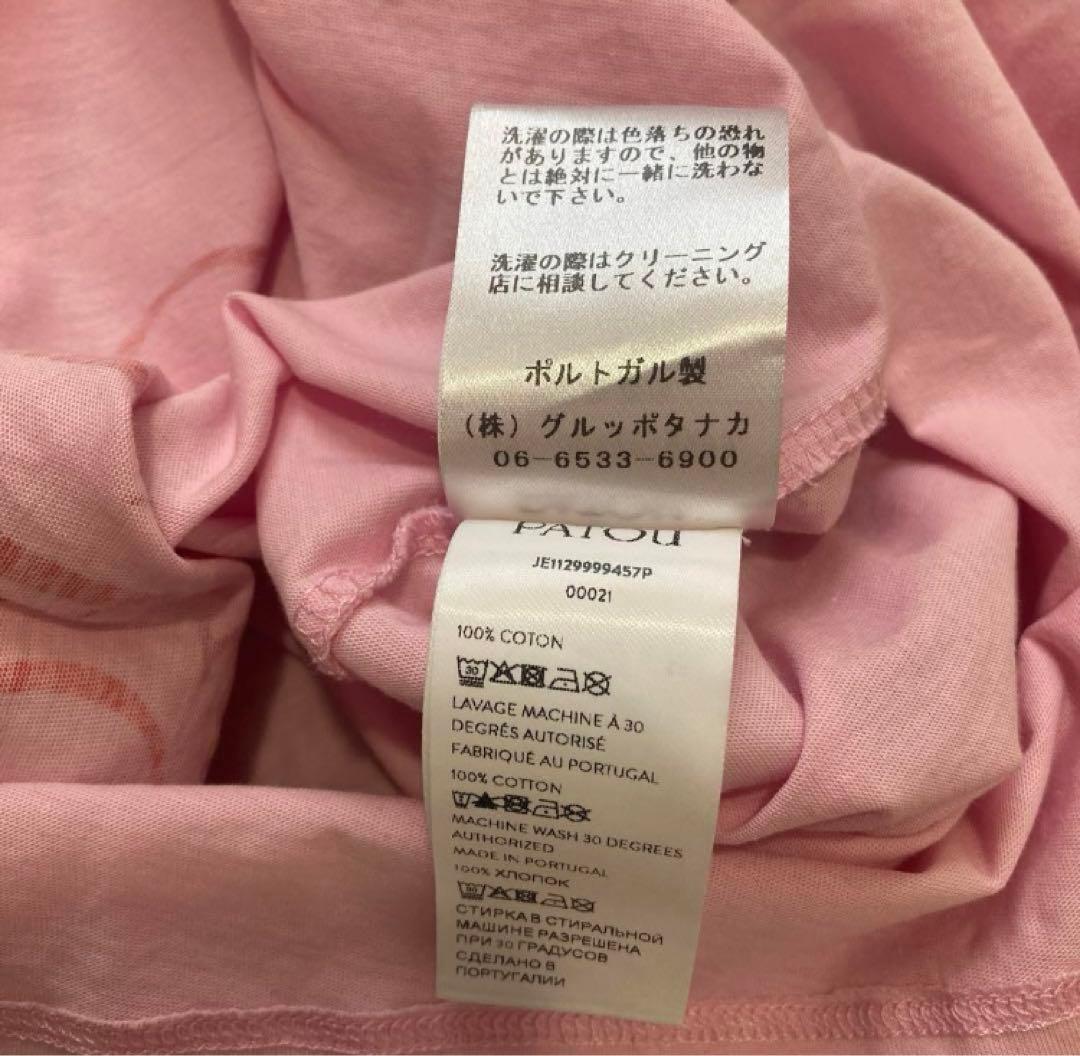 洗濯の際は色落ちの恐れ
がありますので、他の物
とは絶対に一緒に洗わな
いで下さい。
洗濯の際はクリーニング
店に相談してください。
ポルトガル製
(株)グルッポタナカ
06-6533-6900
PATOU
JE1129999457P
00021
100% COTON
30
LAVAGE MACHINE À 30
DEGRÉS AUTORISÉ
FABRIQUÉ AU PORTUGAL
100% COTTON
MACHINE WASH 30 DEGREES
AUTHORIZED
MADE IN PORTUGAL
100% ХЛОПОК
30
СТИРКА В СТИРАЛЬНОЙ
МАШИНЕ РАЗРЕШЕНА
ПРИ 30 ГРАДУСОВ
СДЕЛАНО В
ПОРТУГАЛИИ